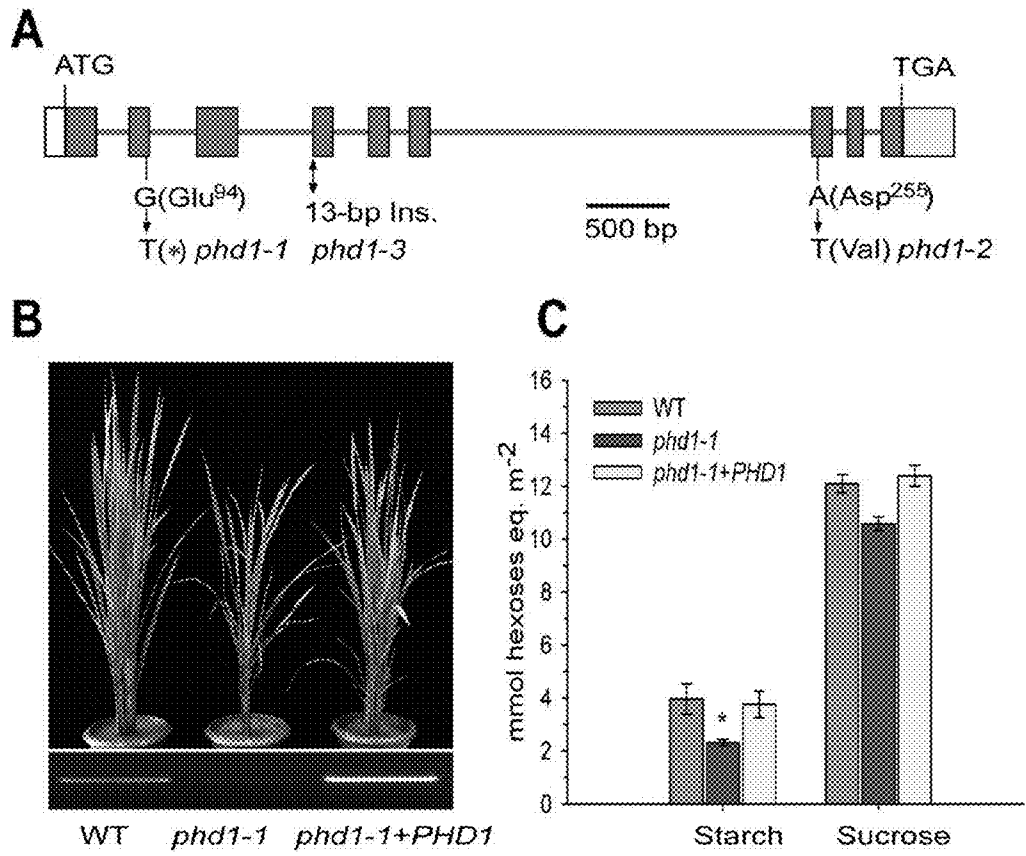 A
ATG
TGA
G(Glu94)
T(*) phd1-1
13-bp Ins.
phd1-3
500 bp
A(Asp255)
T(Val) phd1-2
B
WT
phd1-1
phd1-1+PHD1
C
mmol hexoses eq. m-2
16
14
12
10
8
6
4
2
0
WT
phd1-1
phd1-1+PHD1
*
Starch
Sucrose